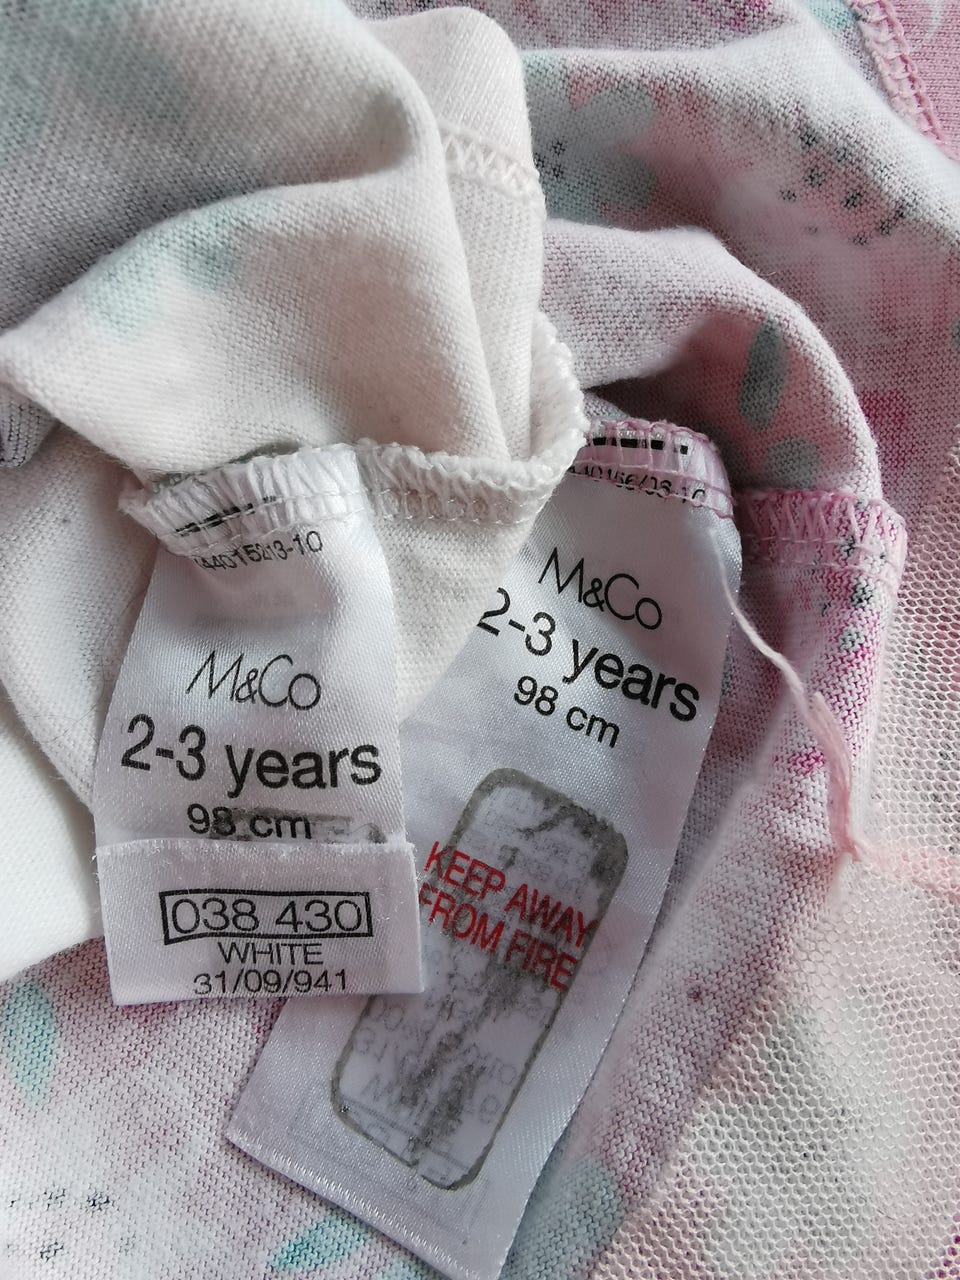 M&Co
2-3 years
98 cm
038 430
WHITE
31/09/941
M&Co
2-3 years
98 cm
KEEP AWAY
FROM FIRE